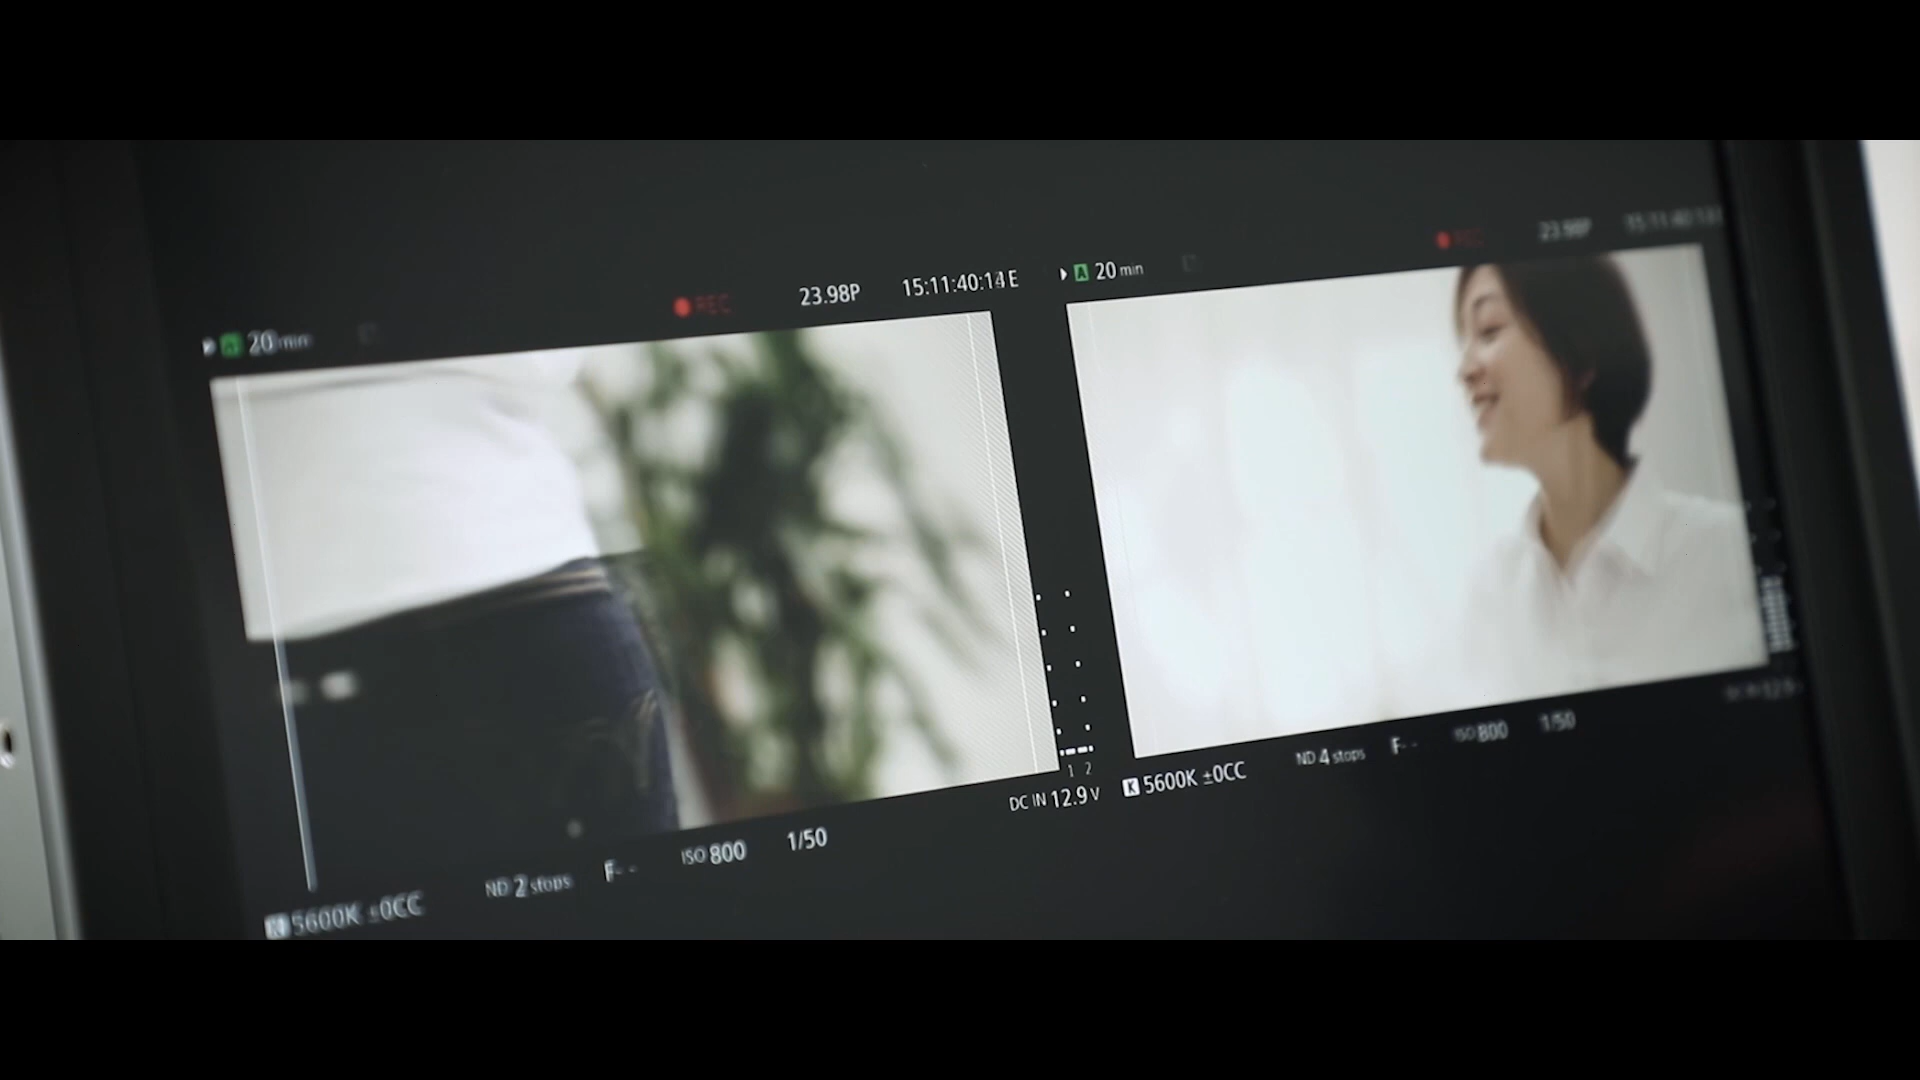 20 min
REC 23.98P 15:11:40:14 E
5600K ±0CC ND 2 stops F- - ISO 800 1/50
1 2
DC IN 12.9 V
A 20 min
REC 23.98P
K 5600K ±0CC ND 4 stops F- - ISO 800 1/50